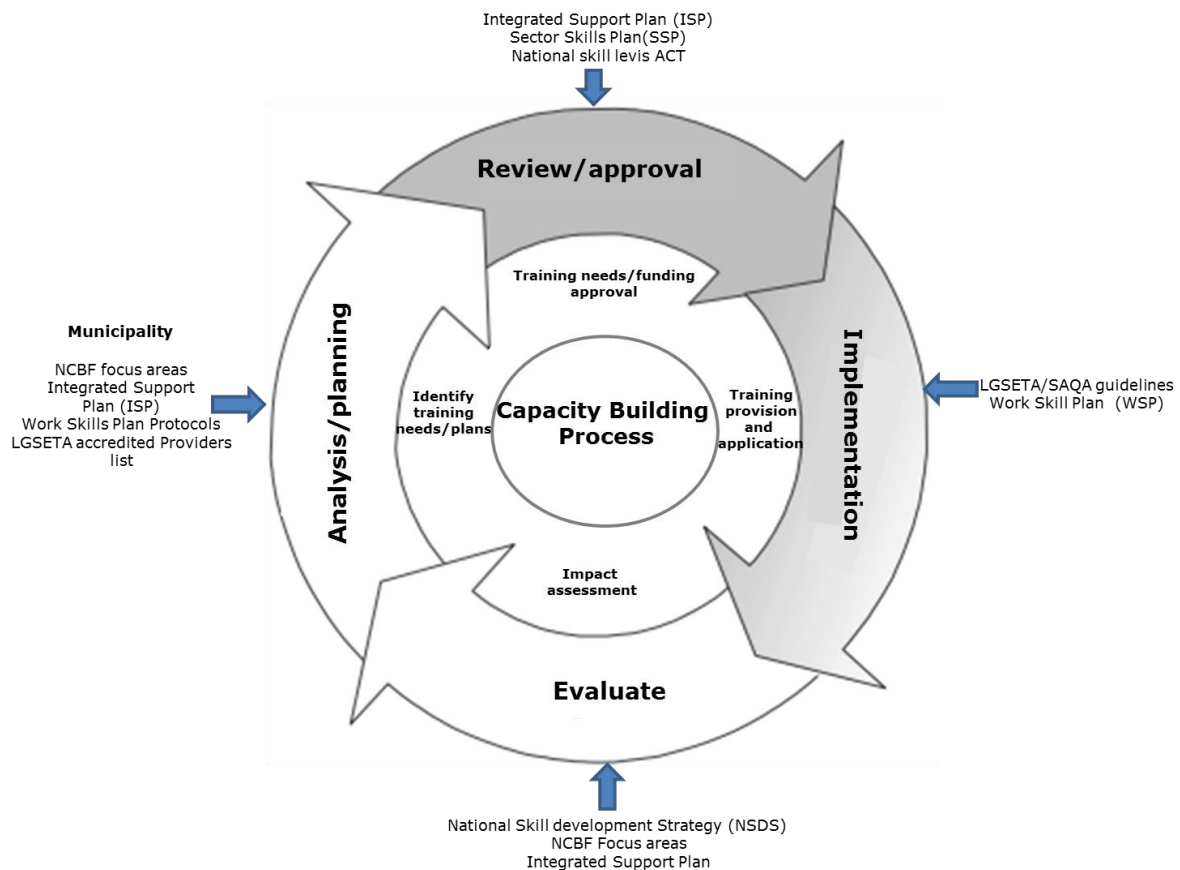 Integrated Support Plan (ISP)
Sector Skills Plan(SSP)
National skill levis ACT
Review/approval
Training needs/funding
approval
Municipality
NCBF focus areas
Integrated Support
Plan (ISP)
Work Skills Plan Protocols
LGSETA accredited Providers
list
Analysis/planning
Identify
training
needs/plans
Capacity Building
Process
Training
provision
and
application
Implementation
LGSETA/SAQA guidelines
Work Skill Plan (WSP)
Impact
assessment
Evaluate
National Skill development Strategy (NSDS)
NCBF Focus areas
Integrated Support Plan